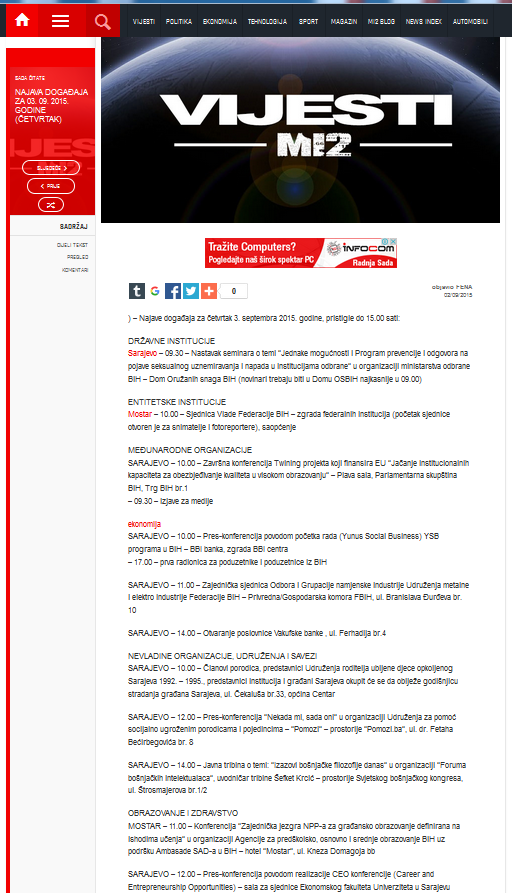 VIJESTI POLITIKA EKONOMIJA TEHNOLOGIJA SPORT MAGAZIN MI2 BLOG NEWS INDEX AUTOMOBILI
SADA ČITATE
NAJAVA DOGAĐAJA
ZA 03. 09. 2015.
GODINE
(ČETVRTAK)
SLJEDEĆE
PRIJE
SADRŽAJ
DIJELI TEKST
PREGLED
KOMENTARI
VIJESTI
MI2
Tražite Computers?
Pogledajte naš širok spektar PC
INFOCOM
Radnja Sada
0
objavio FENA
02/09/2015
) – Najave događaja za četvrtak 3. septembra 2015. godine, pristigle do 15.00 sati:
DRŽAVNE INSTITUCIJE
Sarajevo – 09.30 – Nastavak seminara o temi "Jednake mogućnosti i Program prevencije i odgovora na
pojave seksualnog uznemiravanja i napada u institucijama odbrane" u organizaciji ministarstva odbrane
BIH – Dom Oružanih snaga BIH (novinari trebaju biti u Domu OSBIH najkasnije u 09.00)
ENTITETSKE INSTITUCIJE
Mostar – 10.00 – Sjednica Vlade Federacije BIH – zgrada federalnih institucija (početak sjednice
otvoren je za snimatelje i fotoreportere), saopćenje
MEĐUNARODNE ORGANIZACIJE
SARAJEVO – 10.00 – Završna konferencija Twining projekta koji finansira EU "Jačanje institucionalnih
kapaciteta za obezbjeđivanje kvaliteta u visokom obrazovanju" – Plava sala, Parlamentarna skupština
BIH, Trg BIH br.1
– 09.30 – izjave za medije
ekonomija
SARAJEVO – 10.00 – Pres-konferencija povodom početka rada (Yunus Social Business) YSB
programa u BIH – BBI banka, zgrada BBI centra
– 17.00 – prva radionica za poduzetnike i poduzetnice iz BIH
SARAJEVO – 11.00 – Zajednička sjednica Odbora i Grupacije namjenske industrije Udruženja metalne
i elektro industrije Federacije BIH – Privredna/Gospodarska komora FBIH, ul. Branislava Đurđeva br.
10
SARAJEVO – 14.00 – Otvaranje poslovnice Vakufske banke , ul. Ferhadija br.4
NEVLADINE ORGANIZACIJE, UDRUŽENJA I SAVEZI
SARAJEVO – 10.00 – Članovi porodica, predstavnici Udruženja roditelja ubijene djece opkoljenog
Sarajeva 1992. – 1995., predstavnici institucija i građani Sarajeva okupit će se da obilježe godišnjicu
stradanja građana Sarajeva, ul. Čekaluša br.33, općina Centar
SARAJEVO – 12.00 – Pres-konferencija "Nekada mi, sada oni" u organizaciji Udruženja za pomoć
socijalno ugroženim porodicama i pojedincima – "Pomozi" – prostorije "Pomozi.ba", ul. dr. Fetaha
Bećirbegovića br. 8
SARAJEVO – 14.00 – Javna tribina o temi: "Izazovi bošnjačke filozofije danas" u organizaciji "Foruma
bošnjačkih intelektualaca", uvodničar tribine Šefket Krcić – prostorije Svjetskog bošnjačkog kongresa,
ul. Štrosmajerova br.1/2
OBRAZOVANJE I ZDRAVSTVO
MOSTAR – 11.00 – Konferencija "Zajednička jezgra NPP-a za građansko obrazovanje definirana na
ishodima učenja" u organizaciji Agencije za predškolsko, osnovno i srednje obrazovanje BIH uz
podršku Ambasade SAD-a u BIH – hotel "Mostar", ul. Kneza Domagoja bb
SARAJEVO – 12.00 – Pres-konferencija povodom realizacije CEO konferencije (Career and
Entrepreneurship Opportunities) – sala za sjednice Ekonomskog fakulteta Univerziteta u Sarajevu